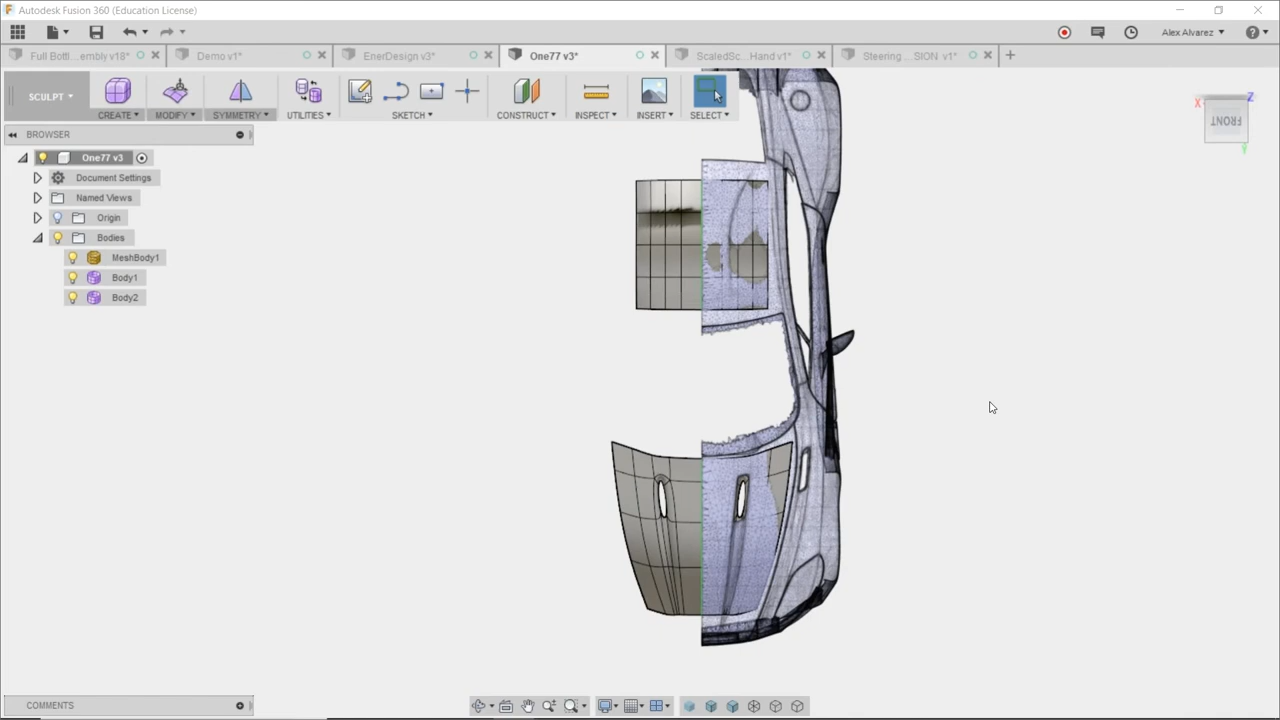 Autodesk Fusion 360 (Education License)
Alex Alvarez
Full Bottl...embly v18*
Demo v1*
EnerDesign v3*
One77 v3*
ScaledSc...Hand v1*
Steering ...SION v1*
SCULPT
CREATE
MODIFY
SYMMETRY
UTILITIES
SKETCH
CONSTRUCT
INSPECT
INSERT
SELECT
BROWSER
One77 v3
Document Settings
Named Views
Origin
Bodies
MeshBody1
Body1
Body2
X
Z
FRONT
Y
COMMENTS